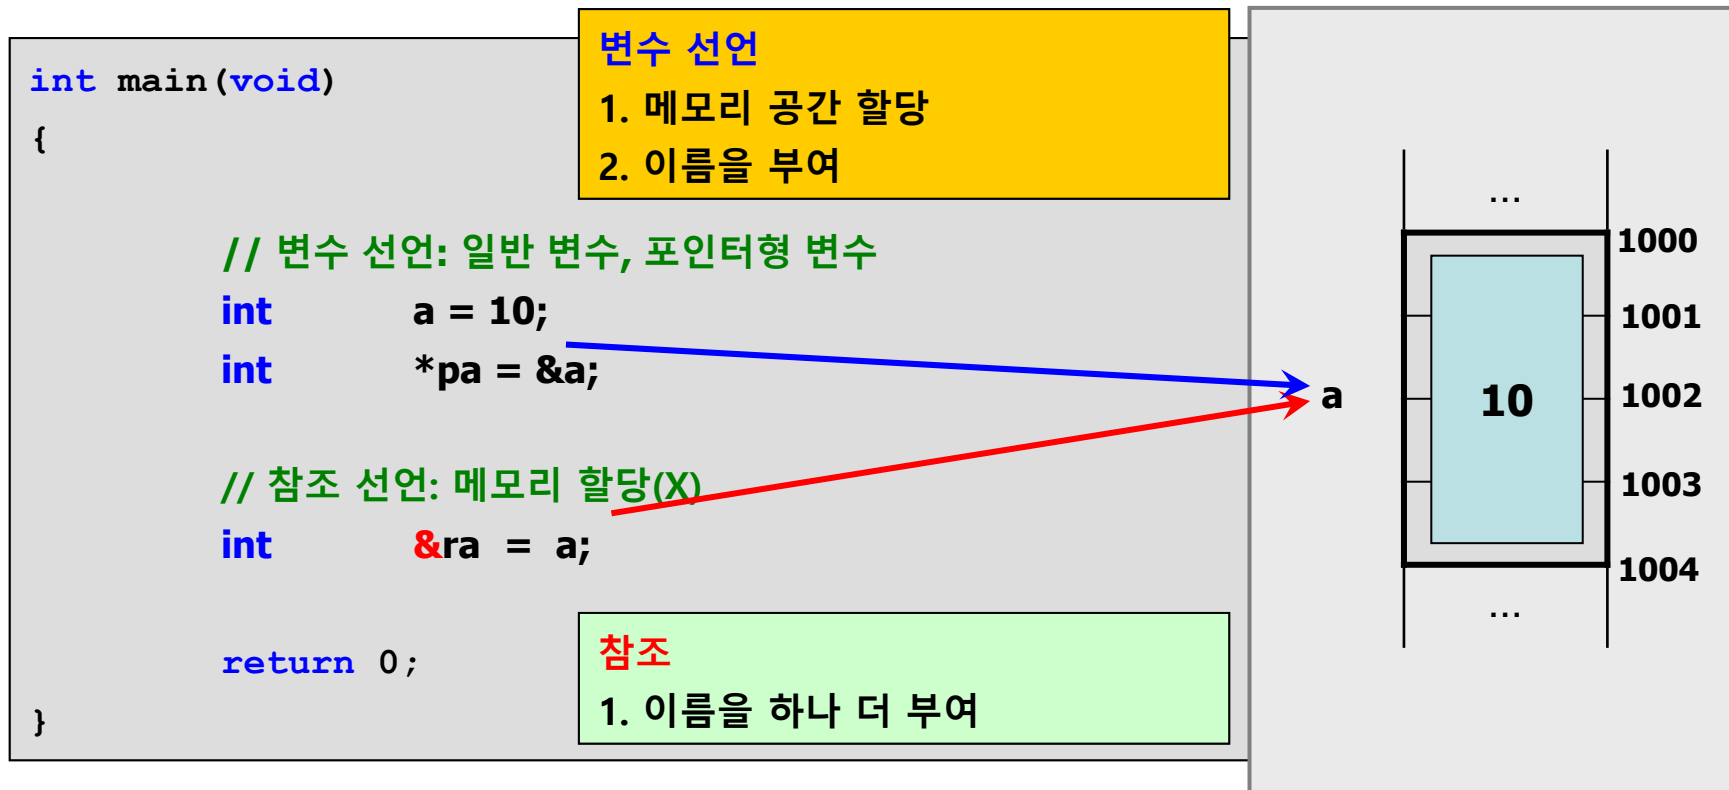 int main(void)
{
// 변수 선언: 일반 변수, 포인터형 변수
int a = 10;
int *pa = &a;
// 참조 선언: 메모리 할당(X)
int &ra = a;
return 0;
}
변수 선언
1. 메모리 공간 할당
2. 이름을 부여
참조
1. 이름을 하나 더 부여
...
1000
1001
a 10 1002
1003
1004
...